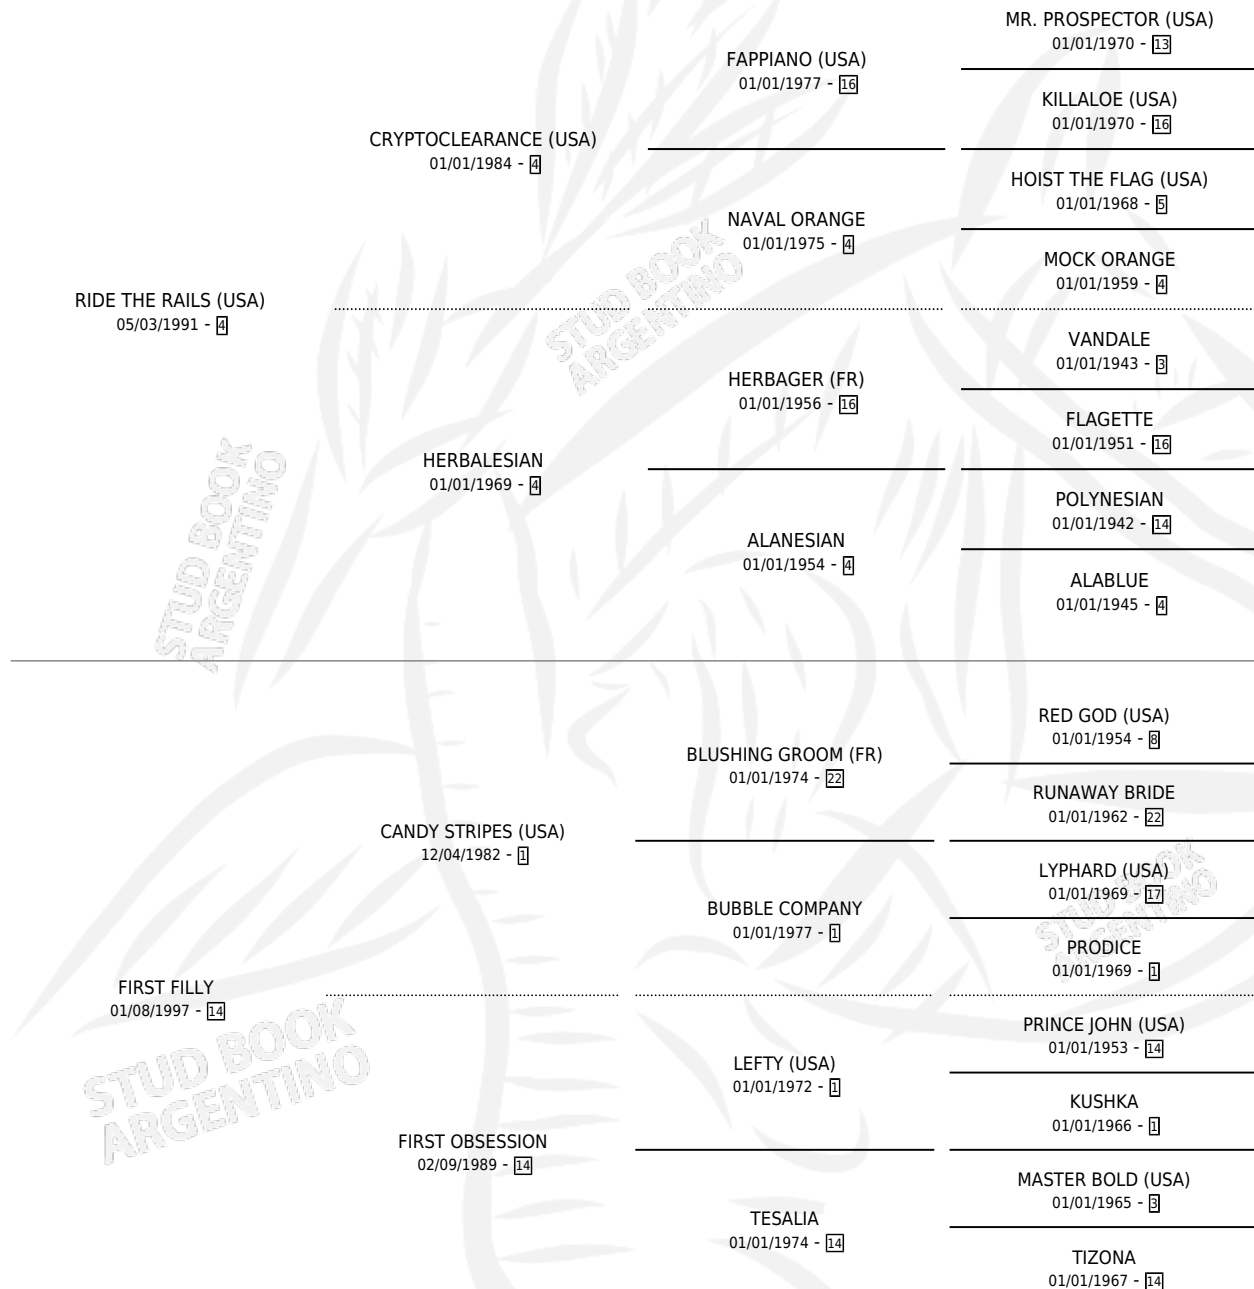 MR. PROSPECTOR (USA)
01/01/1970 - 13
FAPPIANO (USA)
01/01/1977 - 16
KILLALOE (USA)
01/01/1970 - 16
CRYPTOCLEARANCE (USA)
01/01/1984 - 4
HOIST THE FLAG (USA)
01/01/1968 - 5
NAVAL ORANGE
01/01/1975 - 4
MOCK ORANGE
01/01/1959 - 4
RIDE THE RAILS (USA)
05/03/1991 - 4
VANDALE
01/01/1943 - 3
HERBAGER (FR)
01/01/1956 - 16
FLAGETTE
01/01/1951 - 16
HERBALESIAN
01/01/1969 - 4
POLYNESIAN
01/01/1942 - 14
ALANESIAN
01/01/1954 - 4
ALABLUE
01/01/1945 - 4
STUD BOOK
ARGENTINO
STUD BOOK
ARGENTINO
RED GOD (USA)
01/01/1954 - 8
BLUSHING GROOM (FR)
01/01/1974 - 22
RUNAWAY BRIDE
01/01/1962 - 22
CANDY STRIPES (USA)
12/04/1982 - 1
LYPHARD (USA)
01/01/1969 - 17
BUBBLE COMPANY
01/01/1977 - 1
PRODICE
01/01/1969 - 1
STUD BOOK
ARGENTINO
FIRST FILLY
01/08/1997 - 14
PRINCE JOHN (USA)
01/01/1953 - 14
LEFTY (USA)
01/01/1972 - 1
KUSHKA
01/01/1966 - 1
FIRST OBSESSION
02/09/1989 - 14
MASTER BOLD (USA)
01/01/1965 - 3
TESALIA
01/01/1974 - 14
TIZONA
01/01/1967 - 14
STUD BOOK
ARGENTINO